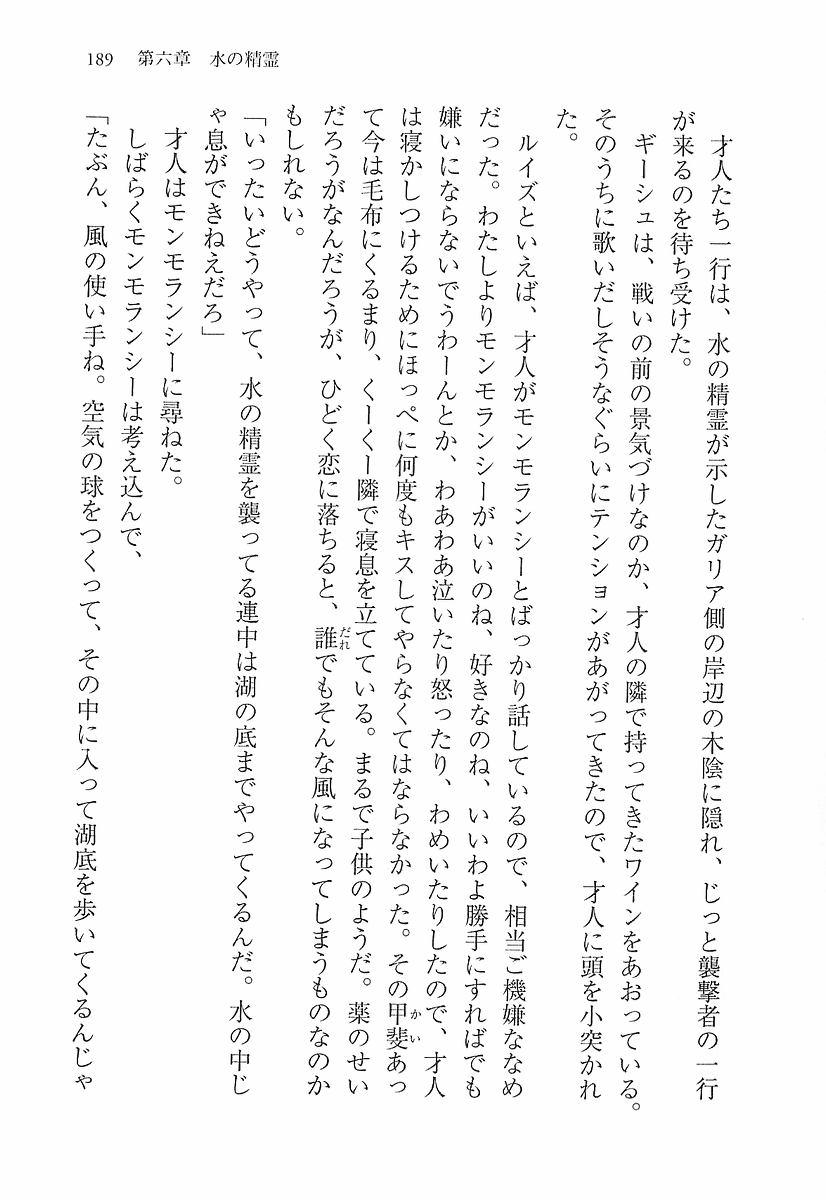 189　第六章　水の精霊
　才人たち一行は、水の精霊が示したガリア側の岸辺の木陰に隠れ、じっと襲撃者の一行
が来るのを待ち受けた。
　ギーシュは、戦いの前の景気づけなのか、才人の隣で持ってきたワインをあおっている。
そのうちに歌いだしそうなぐらいにテンションがあがってきたので、才人に頭を小突かれ
た。
　ルイズといえば、才人がモンモランシーとばっかり話しているので、相当ご機嫌ななめ
だった。わたしよりモンモランシーがいいのね、好きなのね、いいわよ勝手にすればでも
嫌いにならないでうわーんとか、わあわあ泣いたり怒ったり、わめいたりしたので、才人
は寝かしつけるためにほっぺに何度もキスしてやらなくてはならなかった。その甲斐あっ
て今は毛布にくるまり、くーくー隣で寝息を立てている。まるで子供のようだ。薬のせい
だろうがなんだろうが、ひどく恋に落ちると、誰でもそんな風になってしまうものなのか
もしれない。
「いったいどうやって、水の精霊を襲ってる連中は湖の底までやってくるんだ。水の中じ
ゃ息ができねえだろ」
　才人はモンモランシーに尋ねた。
　しばらくモンモランシーは考え込んで、
「たぶん、風の使い手ね。空気の球をつくって、その中に入って湖底を歩いてくるんじゃ